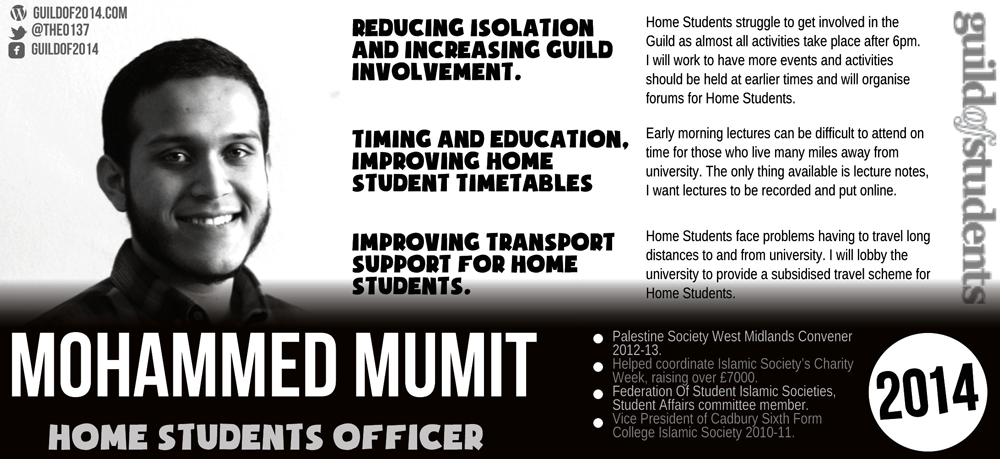 GUILDOF2014.COM
@THE0137
GUILDOF2014
REDUCING ISOLATION
AND INCREASING GUILD
INVOLVEMENT.
Home Students struggle to get involved in the
Guild as almost all activities take place after 6pm.
I will work to have more events and activities
should be held at earlier times and will organise
forums for Home Students.
TIMING AND EDUCATION,
IMPROVING HOME
STUDENT TIMETABLES
Early morning lectures can be difficult to attend on
time for those who live many miles away from
university. The only thing available is lecture notes,
I want lectures to be recorded and put online.
IMPROVING TRANSPORT
SUPPORT FOR HOME
STUDENTS.
Home Students face problems having to travel long
distances to and from university. I will lobby the
university to provide a subsidised travel scheme for
Home Students.
guildofstudents
MOHAMMED MUMIT
HOME STUDENTS OFFICER
Palestine Society West Midlands Convener
2012-13.
Helped coordinate Islamic Society's Charity
Week, raising over £7000.
Federation Of Student Islamic Societies,
Student Affairs committee member.
Vice President of Cadbury Sixth Form
College Islamic Society 2010-11.
2014